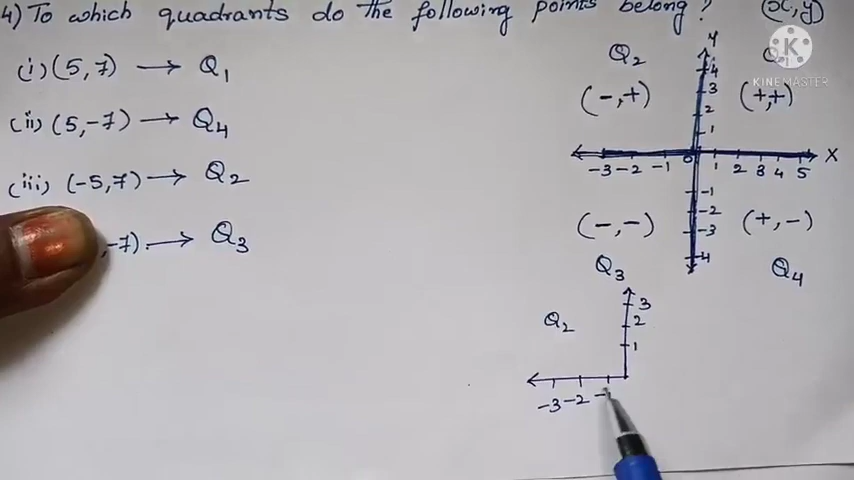 4) To which quadrants do the following points belong? (x,y)
(i) (5,7) → Q1
(ii) (5,-7) → Q4
(iii) (-5,7) → Q2
,-7) → Q3
Y
Q2
Q
KINEMASTER
(-,+) (+,+)
4
3
2
1
-3 -2 -1 0 1 2 3 4 5 X
-1
-2
-3
-4
(-,-) (+,-)
Q3 Q4
Q2
3
2
1
-3 -2